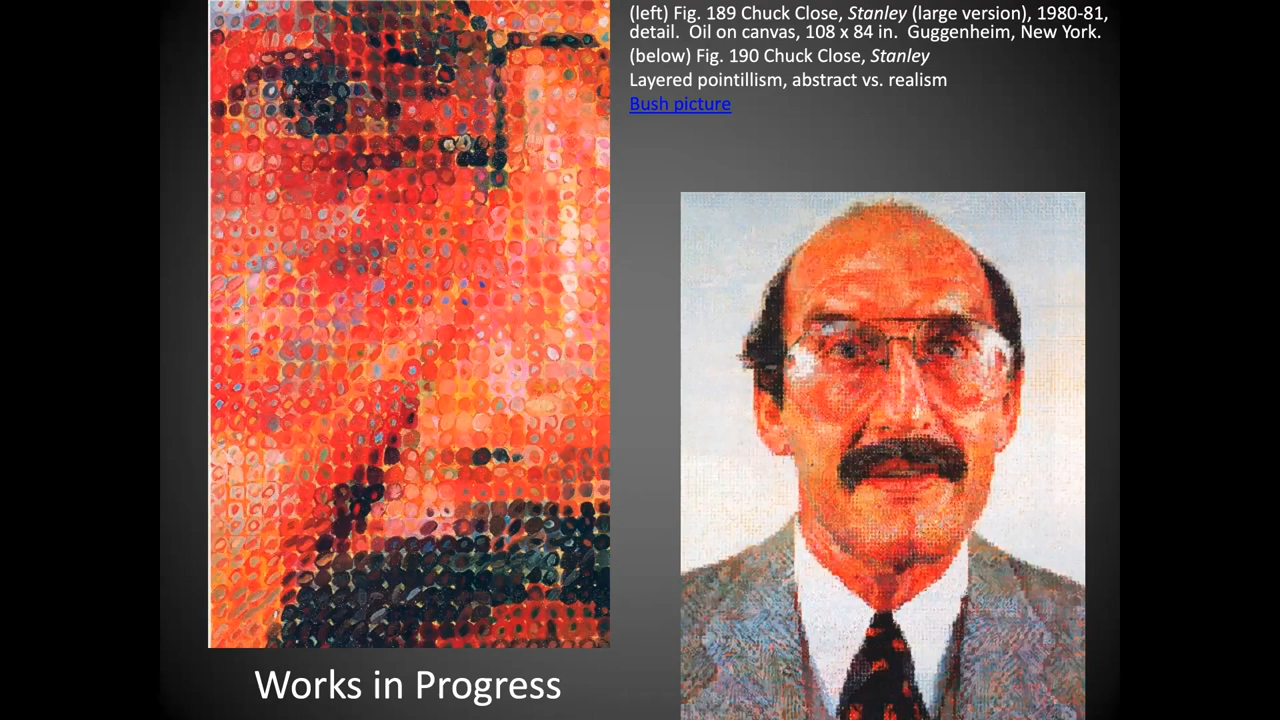 (left) Fig. 189 Chuck Close, Stanley (large version), 1980-81,
detail.  Oil on canvas, 108 x 84 in.  Guggenheim, New York.
(below) Fig. 190 Chuck Close, Stanley
Layered pointillism, abstract vs. realism
Bush picture
Works in Progress